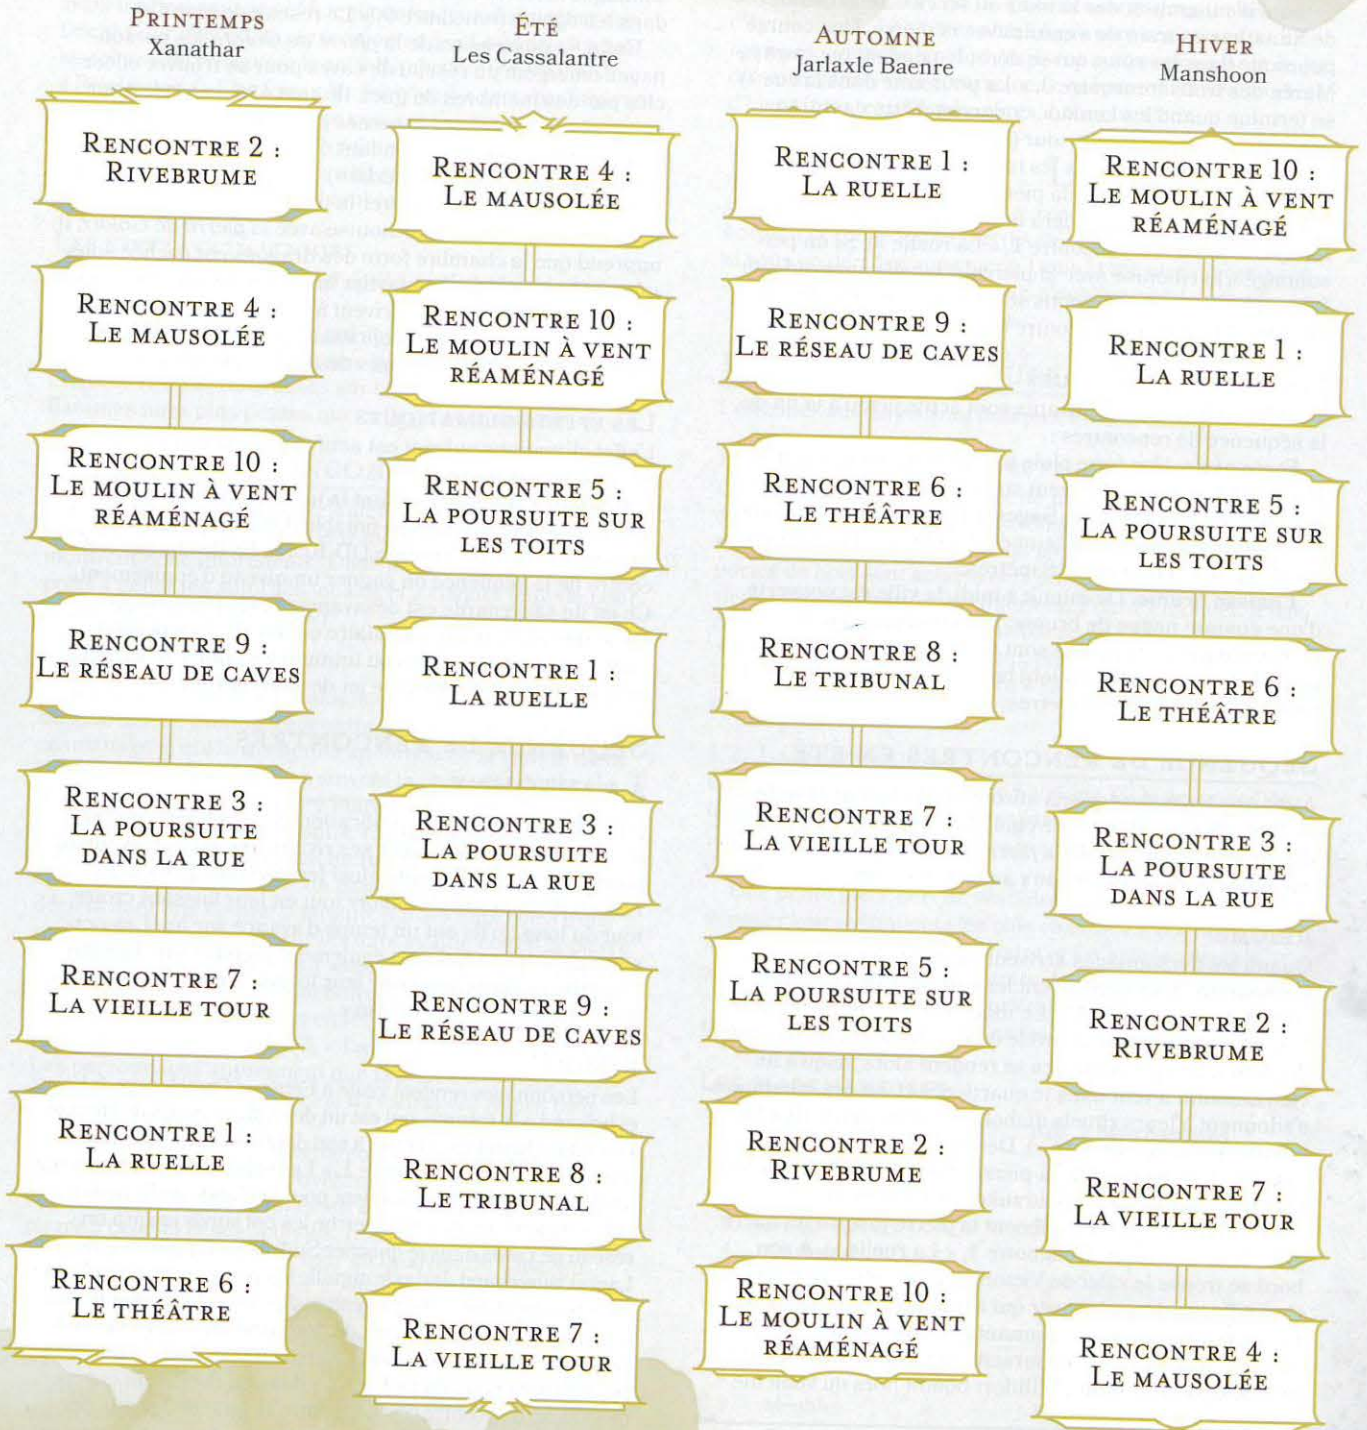 PRINTEMPS
Xanathar
RENCONTRE 2 :
RIVEBRUME
RENCONTRE 4 :
LE MAUSOLÉE
RENCONTRE 10 :
LE MOULIN À VENT
RÉAMÉNAGÉ
RENCONTRE 9 :
LE RÉSEAU DE CAVES
RENCONTRE 3 :
LA POURSUITE
DANS LA RUE
RENCONTRE 7 :
LA VIEILLE TOUR
RENCONTRE 1 :
LA RUELLE
RENCONTRE 6 :
LE THÉÂTRE
ÉTÉ
Les Cassalantre
RENCONTRE 4 :
LE MAUSOLÉE
RENCONTRE 10 :
LE MOULIN À VENT
RÉAMÉNAGÉ
RENCONTRE 5 :
LA POURSUITE SUR
LES TOITS
RENCONTRE 1 :
LA RUELLE
RENCONTRE 3 :
LA POURSUITE
DANS LA RUE
RENCONTRE 9 :
LE RÉSEAU DE CAVES
RENCONTRE 8 :
LE TRIBUNAL
RENCONTRE 7 :
LA VIEILLE TOUR
AUTOMNE
Jarlaxle Baenre
RENCONTRE 1 :
LA RUELLE
RENCONTRE 9 :
LE RÉSEAU DE CAVES
RENCONTRE 6 :
LE THÉÂTRE
RENCONTRE 8 :
LE TRIBUNAL
RENCONTRE 7 :
LA VIEILLE TOUR
RENCONTRE 5 :
LA POURSUITE SUR
LES TOITS
RENCONTRE 2 :
RIVEBRUME
RENCONTRE 10 :
LE MOULIN À VENT
RÉAMÉNAGÉ
HIVER
Manshoon
RENCONTRE 10 :
LE MOULIN À VENT
RÉAMÉNAGÉ
RENCONTRE 1 :
LA RUELLE
RENCONTRE 5 :
LA POURSUITE SUR
LES TOITS
RENCONTRE 6 :
LE THÉÂTRE
RENCONTRE 3 :
LA POURSUITE
DANS LA RUE
RENCONTRE 2 :
RIVEBRUME
RENCONTRE 7 :
LA VIEILLE TOUR
RENCONTRE 4 :
LE MAUSOLÉE